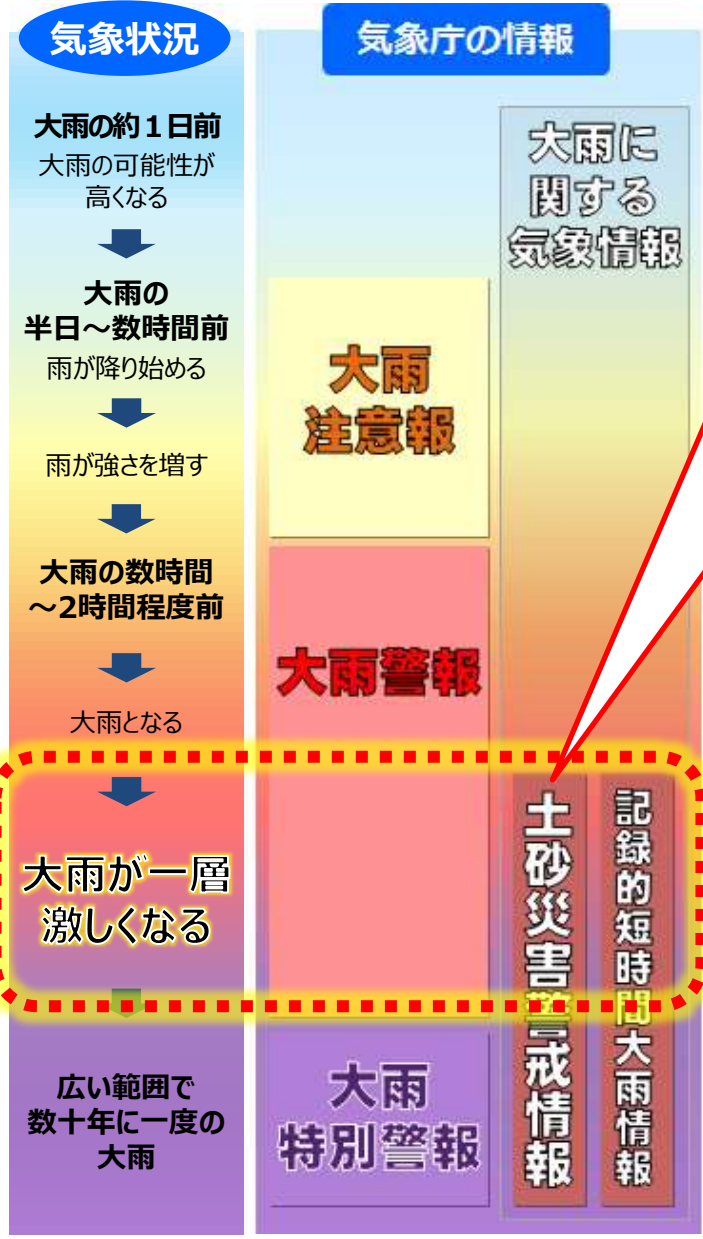 気象状況
気象庁の情報
大雨の約１日前
大雨の可能性が
高くなる
大雨の
半日～数時間前
雨が降り始める
雨が強さを増す
大雨の数時間
～2時間程度前
大雨となる
大雨が一層
激しくなる
広い範囲で
数十年に一度の
大雨
大雨
注意報
大雨警報
大雨
特別警報
大雨に
関する
気象情報
土砂災害警戒情報
記録的短時間大雨情報